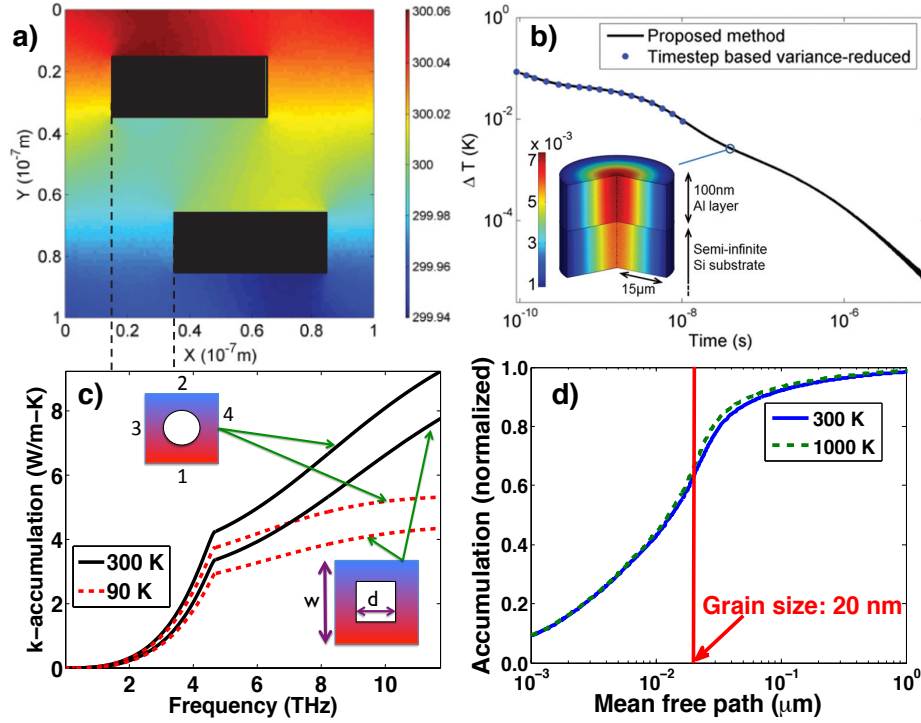 a)
0
0.2
0.4
0.6
0.8
1
Y (10⁻⁷m)
0
0.2
0.4
0.6
0.8
1
X (10⁻⁷m)
300.06
300.04
300.02
300
299.98
299.96
299.94
b)
10⁰
10⁻²
10⁻⁴
Δ T (K)
Proposed method
Timestep based variance-reduced
x 10⁻³
7
5
3
1
100nm
Al layer
Semi-infinite
Si substrate
15µm
10⁻¹⁰
10⁻⁸
10⁻⁶
Time (s)
c)
8
6
4
2
0
k−accumulation (W/m−K)
2
3
4
1
300 K
90 K
w
d
2
4
6
8
10
Frequency (THz)
d)
1.0
0.8
0.6
0.4
0.2
0.0
Accumulation (normalized)
300 K
1000 K
Grain size: 20 nm
10⁻³
10⁻²
10⁻¹
10⁰
Mean free path (µm)